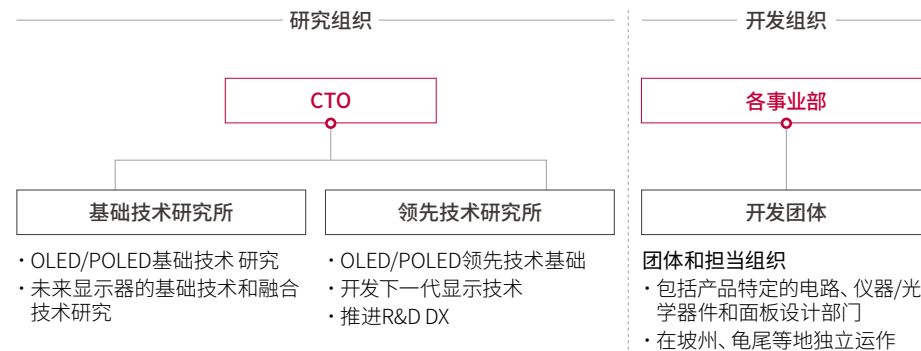 研究组织
CTO
基础技术研究所
· OLED/POLED基础技术 研究
· 未来显示器的基础技术和融合
技术研究
领先技术研究所
· OLED/POLED领先技术基础
· 开发下一代显示技术
· 推进R&D DX
开发组织
各事业部
开发团体
团体和担当组织
· 包括产品特定的电路、仪器/光
学器件和面板设计部门
· 在坡州、龟尾等地独立运作